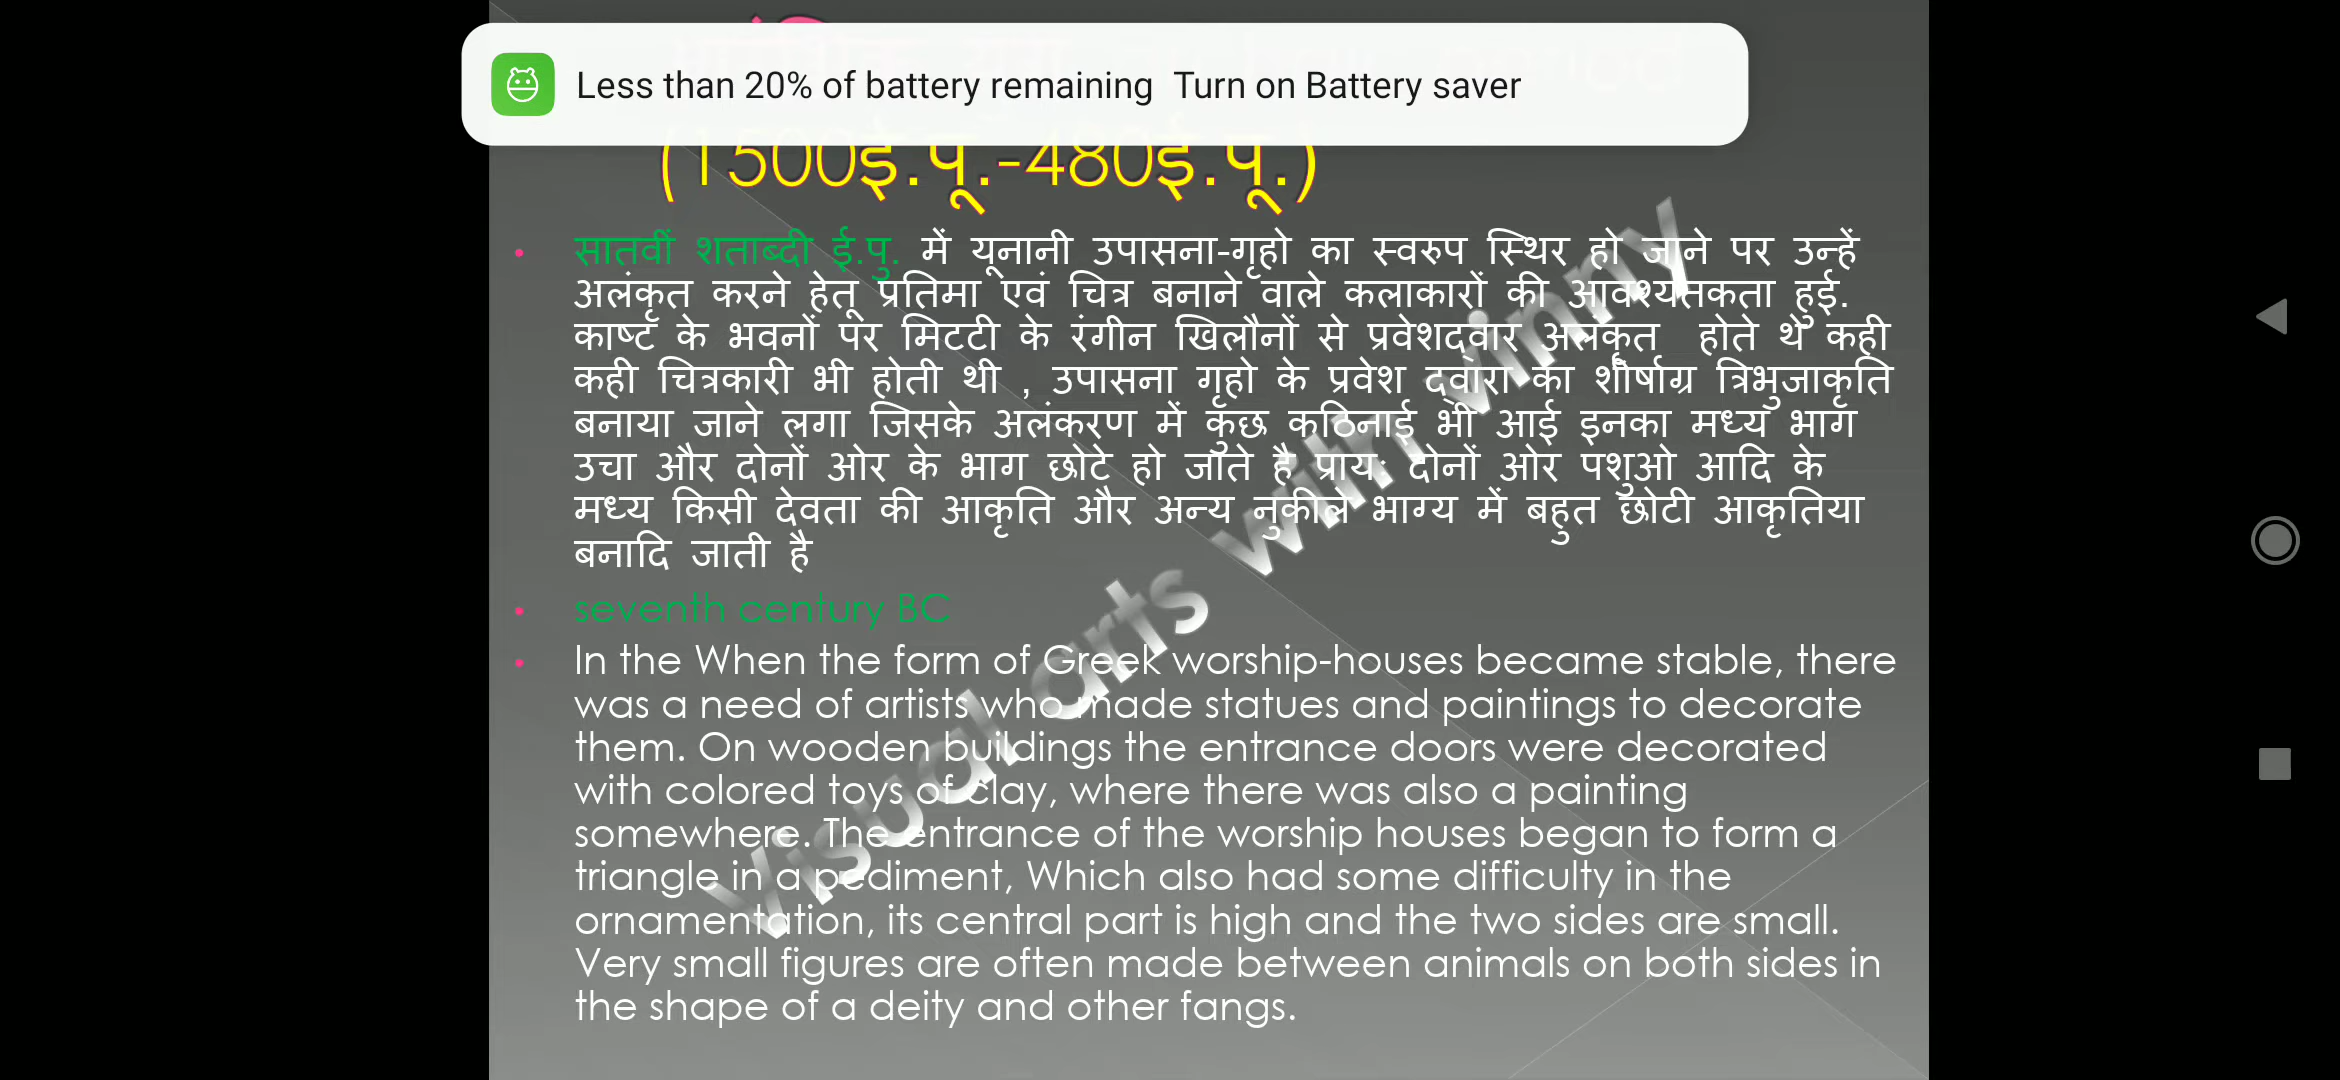 Less than 20% of battery remaining Turn on Battery saver
(1500ई.पू.-480ई.पू.)
• सातवीं शताब्दी ई.पु. में यूनानी उपासना-गृहो का स्वरुप स्थिर हो जाने पर उन्हें
अलंकृत करने हेतू प्रतिमा एवं चित्र बनाने वाले कलाकारों की आवश्यतकता हुई.
काष्ट के भवनों पर मिटटी के रंगीन खिलौनों से प्रवेशद्वार अलंकृत होते थे कही
कही चित्रकारी भी होती थी , उपासना गृहो के प्रवेश द्वारा का शीर्षाग्र त्रिभुजाकृति
बनाया जाने लगा जिसके अलंकरण में कुछ कठिनाई भी आई इनका मध्य भाग
उचा और दोनों ओर के भाग छोटे हो जाते है प्रायः दोनों ओर पशुओ आदि के
मध्य किसी देवता की आकृति और अन्य नुकीले भाग्य में बहुत छोटी आकृतिया
बनादि जाती है
• seventh century BC
• In the When the form of Greek worship-houses became stable, there
was a need of artists who made statues and paintings to decorate
them. On wooden buildings the entrance doors were decorated
with colored toys of clay, where there was also a painting
somewhere. The entrance of the worship houses began to form a
triangle in a pediment, Which also had some difficulty in the
ornamentation, its central part is high and the two sides are small.
Very small figures are often made between animals on both sides in
the shape of a deity and other fangs.
Visual arts with vinny